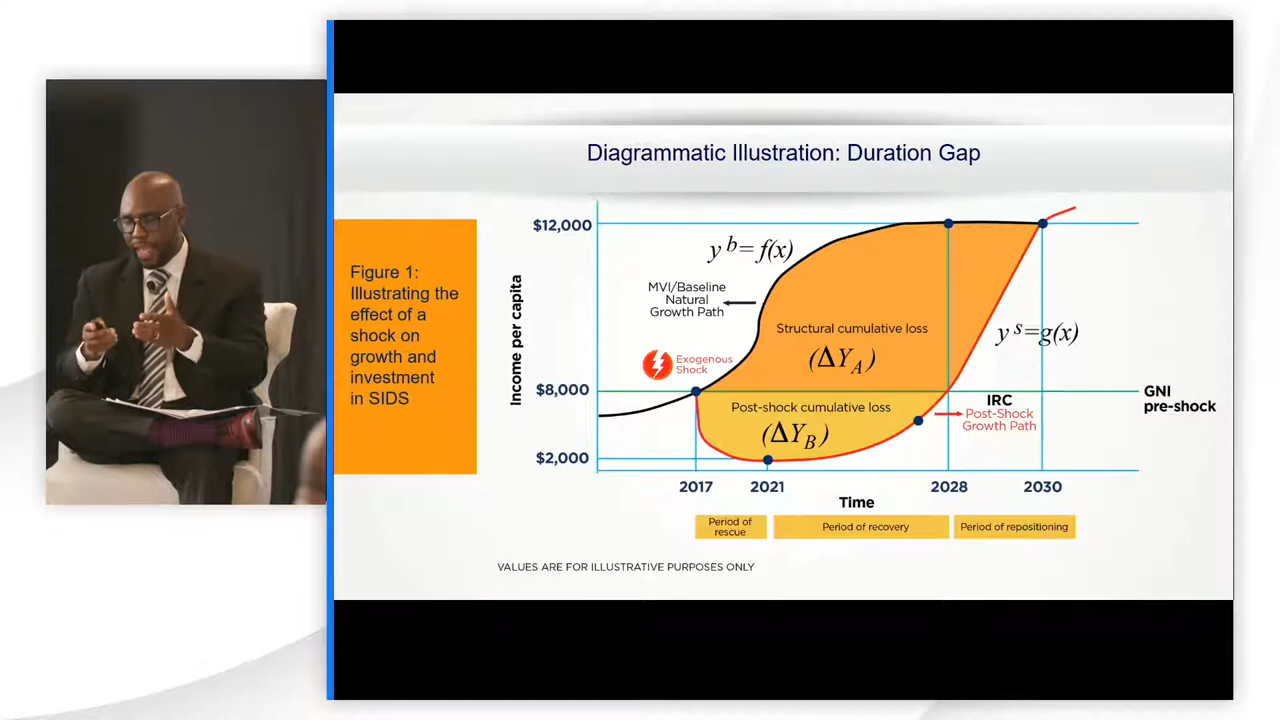 Diagrammatic Illustration: Duration Gap
Figure 1:
Illustrating the
effect of a
shock on
growth and
investment
in SIDS
Income per capita
$12,000
$8,000
$2,000
y b= f(x)
MVI/Baseline
Natural
Growth Path
Exogenous
Shock
Structural cumulative loss
(ΔYA)
Post-shock cumulative loss
(ΔYB)
y s=g(x)
IRC
Post-Shock
Growth Path
GNI
pre-shock
2017
2021
2028
2030
Time
Period of
rescue
Period of recovery
Period of repositioning
VALUES ARE FOR ILLUSTRATIVE PURPOSES ONLY